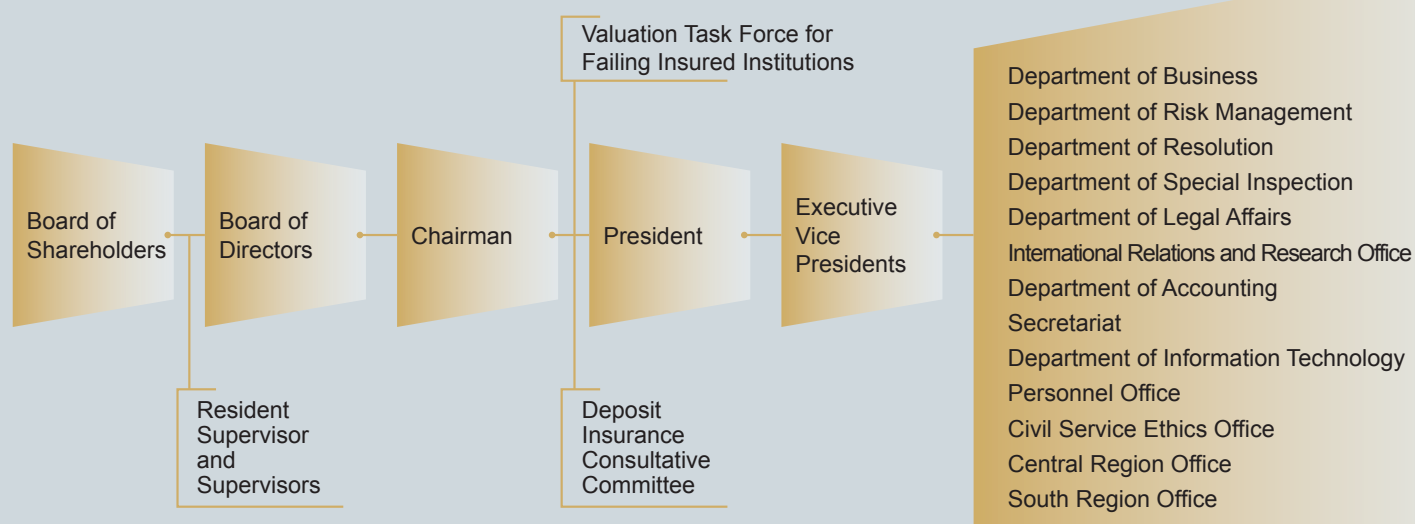 Board of
Shareholders
Resident
Supervisor
and
Supervisors
Board of
Directors
Chairman
Valuation Task Force for
Failing Insured Institutions
Deposit
Insurance
Consultative
Committee
President
Executive
Vice
Presidents
Department of Business
Department of Risk Management
Department of Resolution
Department of Special Inspection
Department of Legal Affairs
International Relations and Research Office
Department of Accounting
Secretariat
Department of Information Technology
Personnel Office
Civil Service Ethics Office
Central Region Office
South Region Office